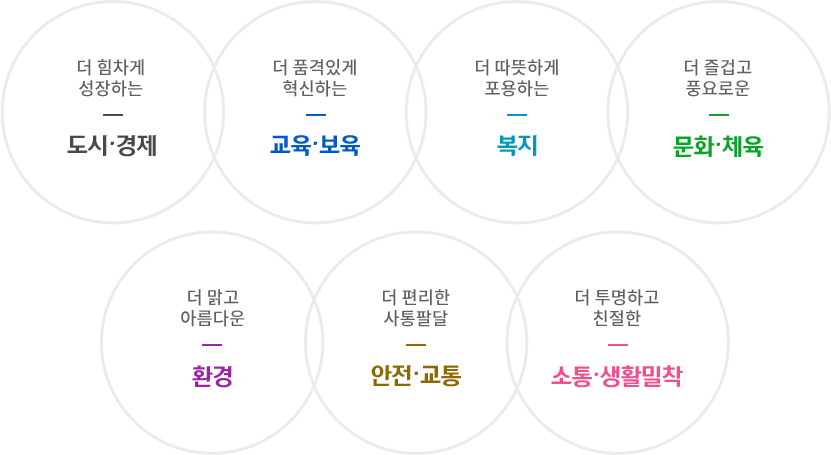 더 힘차게
성장하는
도시·경제
더 품격있게
혁신하는
교육·보육
더 따뜻하게
포용하는
복지
더 즐겁고
풍요로운
문화·체육
더 맑고
아름다운
환경
더 편리한
사통팔달
안전·교통
더 투명하고
친절한
소통·생활밀착